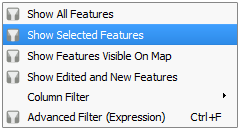 Show All Features
Show Selected Features
Show Features Visible On Map
Show Edited and New Features
Column Filter
Advanced Filter (Expression) Ctrl+F